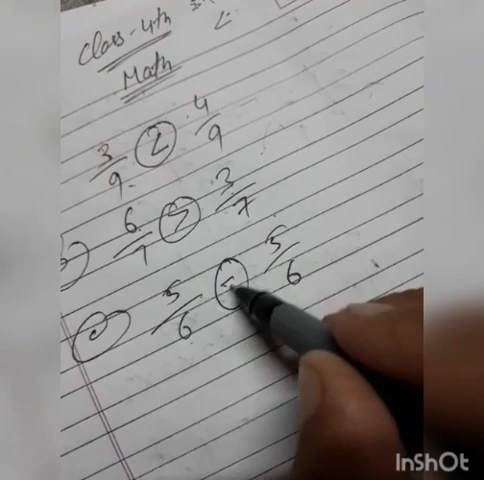 Class-4th
Math
3/9 < 4/9
6/7 > 3/7
c) 5/6 = 5/6
InShOt